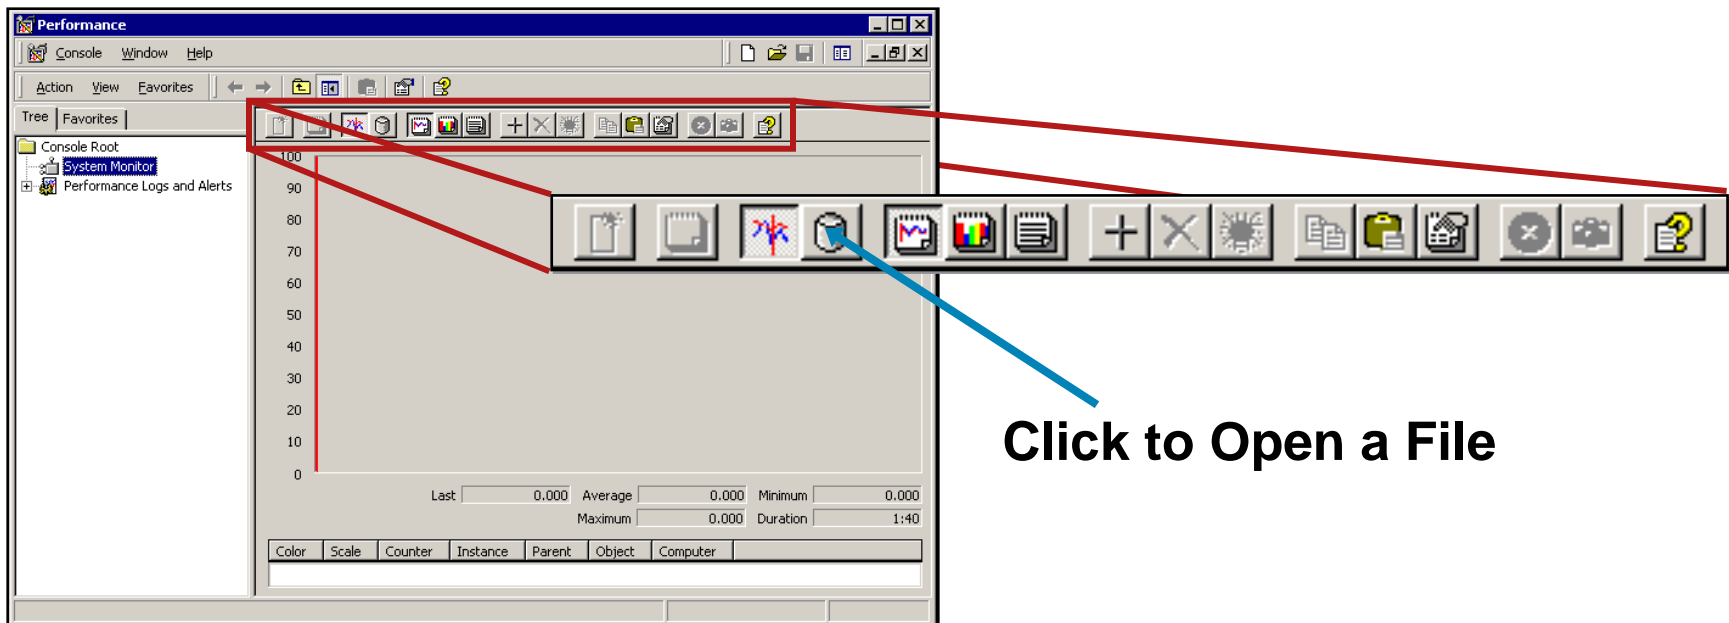 Performance
Console Window Help
Action View Favorites
Tree Favorites
Console Root
System Monitor
Performance Logs and Alerts
100
90
80
70
60
50
40
30
20
10
0
Last 0.000 Average 0.000 Minimum 0.000
Maximum 0.000 Duration 1:40
Color Scale Counter Instance Parent Object Computer
Click to Open a File